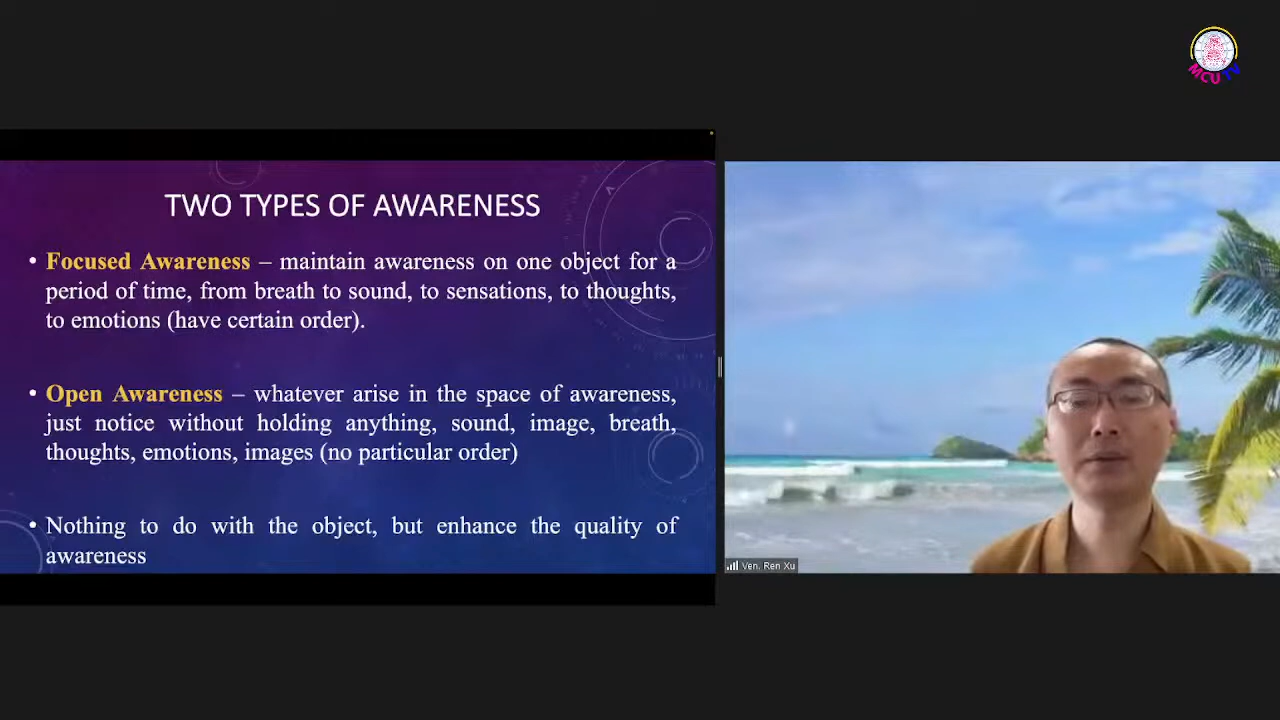 MCU TV
TWO TYPES OF AWARENESS
• Focused Awareness – maintain awareness on one object for a
period of time, from breath to sound, to sensations, to thoughts,
to emotions (have certain order).
• Open Awareness – whatever arise in the space of awareness,
just notice without holding anything, sound, image, breath,
thoughts, emotions, images (no particular order)
• Nothing to do with the object, but enhance the quality of
awareness
Ven. Ren Xu